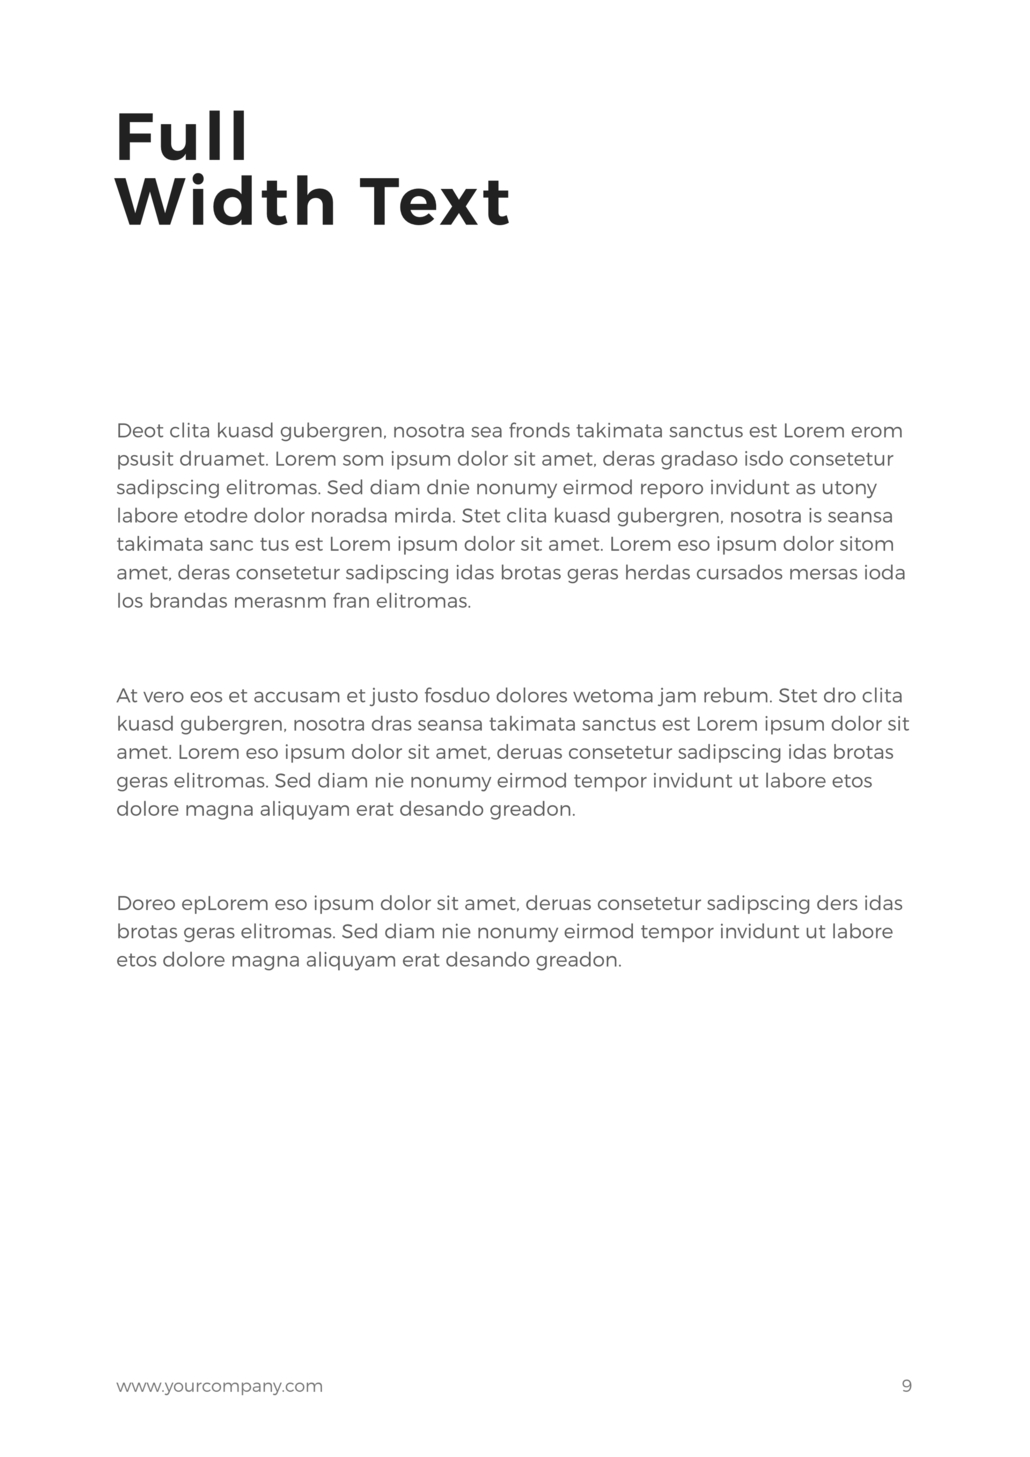 Full
Width Text
Deot clita kuasd gubergren, nosotra sea fronds takimata sanctus est Lorem erom
psusit druamet. Lorem som ipsum dolor sit amet, deras gradaso isdo consetetur
sadipscing elitromas. Sed diam dnie nonumy eirmod reporo invidunt as utony
labore etodre dolor noradsa mirda. Stet clita kuasd gubergren, nosotra is seansa
takimata sanc tus est Lorem ipsum dolor sit amet. Lorem eso ipsum dolor sitom
amet, deras consetetur sadipscing idas brotas geras herdas cursados mersas ioda
los brandas merasnm fran elitromas.
At vero eos et accusam et justo fosduo dolores wetoma jam rebum. Stet dro clita
kuasd gubergren, nosotra dras seansa takimata sanctus est Lorem ipsum dolor sit
amet. Lorem eso ipsum dolor sit amet, deruas consetetur sadipscing idas brotas
geras elitromas. Sed diam nie nonumy eirmod tempor invidunt ut labore etos
dolore magna aliquyam erat desando greadon.
Doreo epLorem eso ipsum dolor sit amet, deruas consetetur sadipscing ders idas
brotas geras elitromas. Sed diam nie nonumy eirmod tempor invidunt ut labore
etos dolore magna aliquyam erat desando greadon.
www.yourcompany.com 9